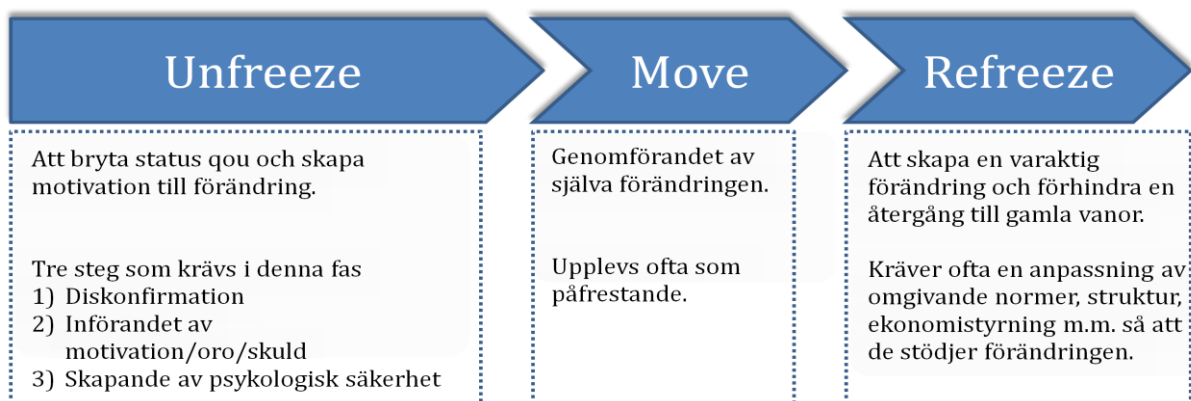 Unfreeze
Att bryta status qou och skapa
motivation till förändring.
Tre steg som krävs i denna fas
1) Diskonfirmation
2) Införandet av
motivation/oro/skuld
3) Skapande av psykologisk säkerhet
Move
Genomförandet av
själva förändringen.
Upplevs ofta som
påfrestande.
Refreeze
Att skapa en varaktig
förändring och förhindra en
återgång till gamla vanor.
Kräver ofta en anpassning av
omgivande normer, struktur,
ekonomistyrning m.m. så att
de stödjer förändringen.